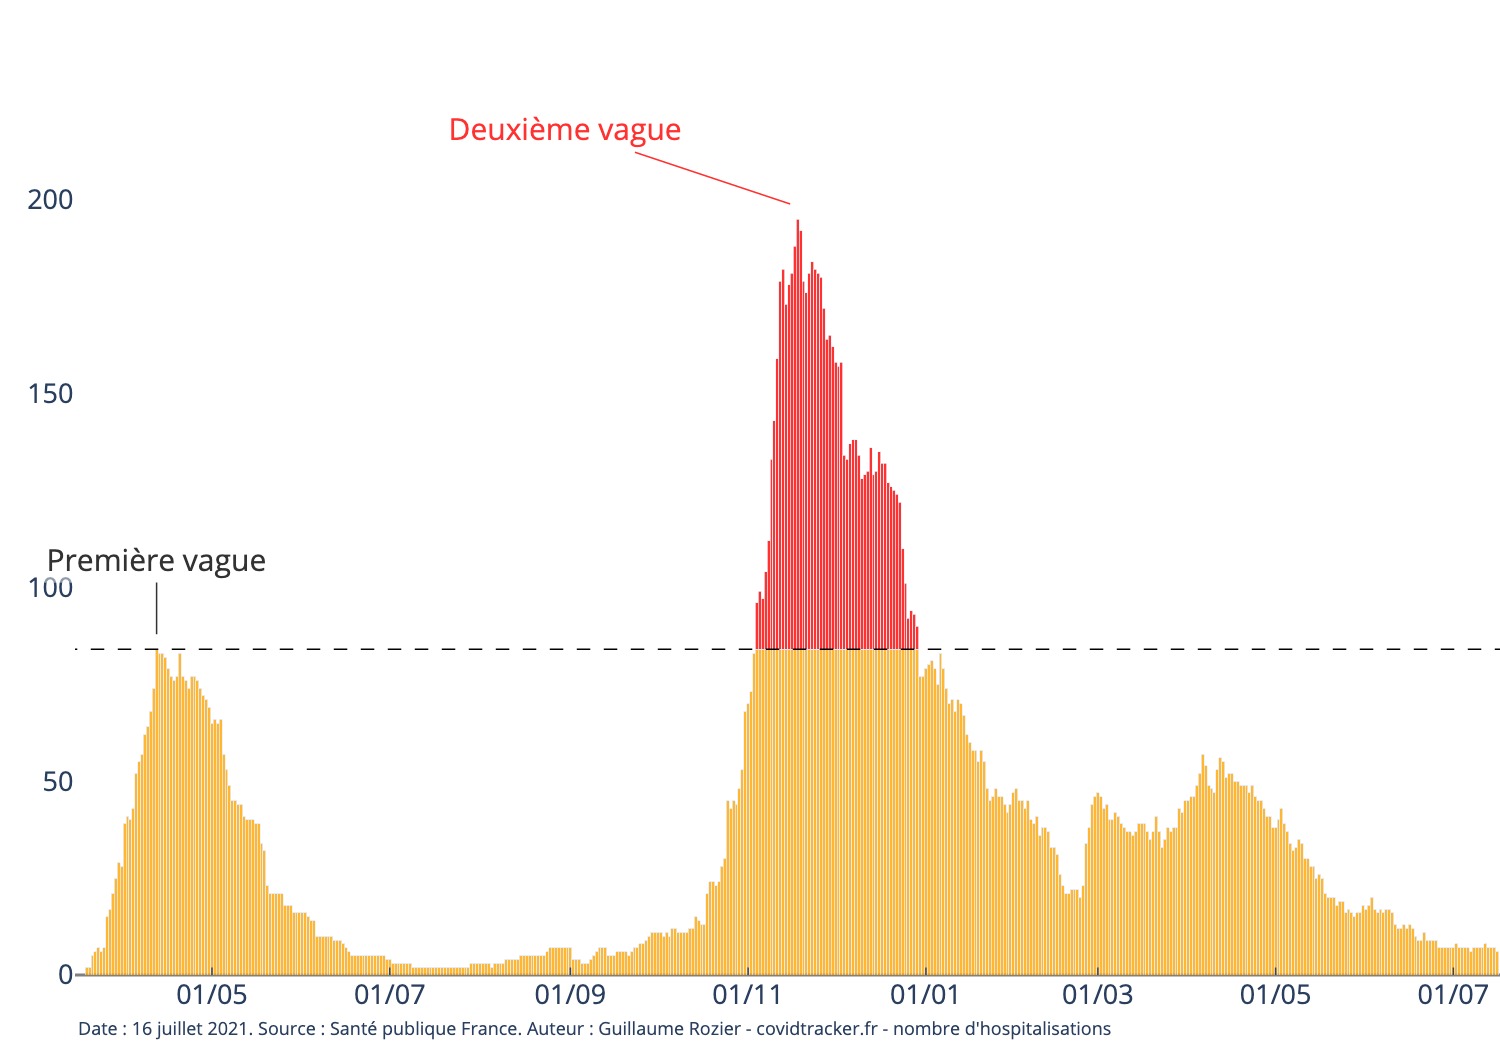 Deuxième vague
200
150
Première vague
100
50
0
01/05 01/07 01/09 01/11 01/01 01/03 01/05 01/07
Date : 16 juillet 2021. Source : Santé publique France. Auteur : Guillaume Rozier - covidtracker.fr - nombre d'hospitalisations